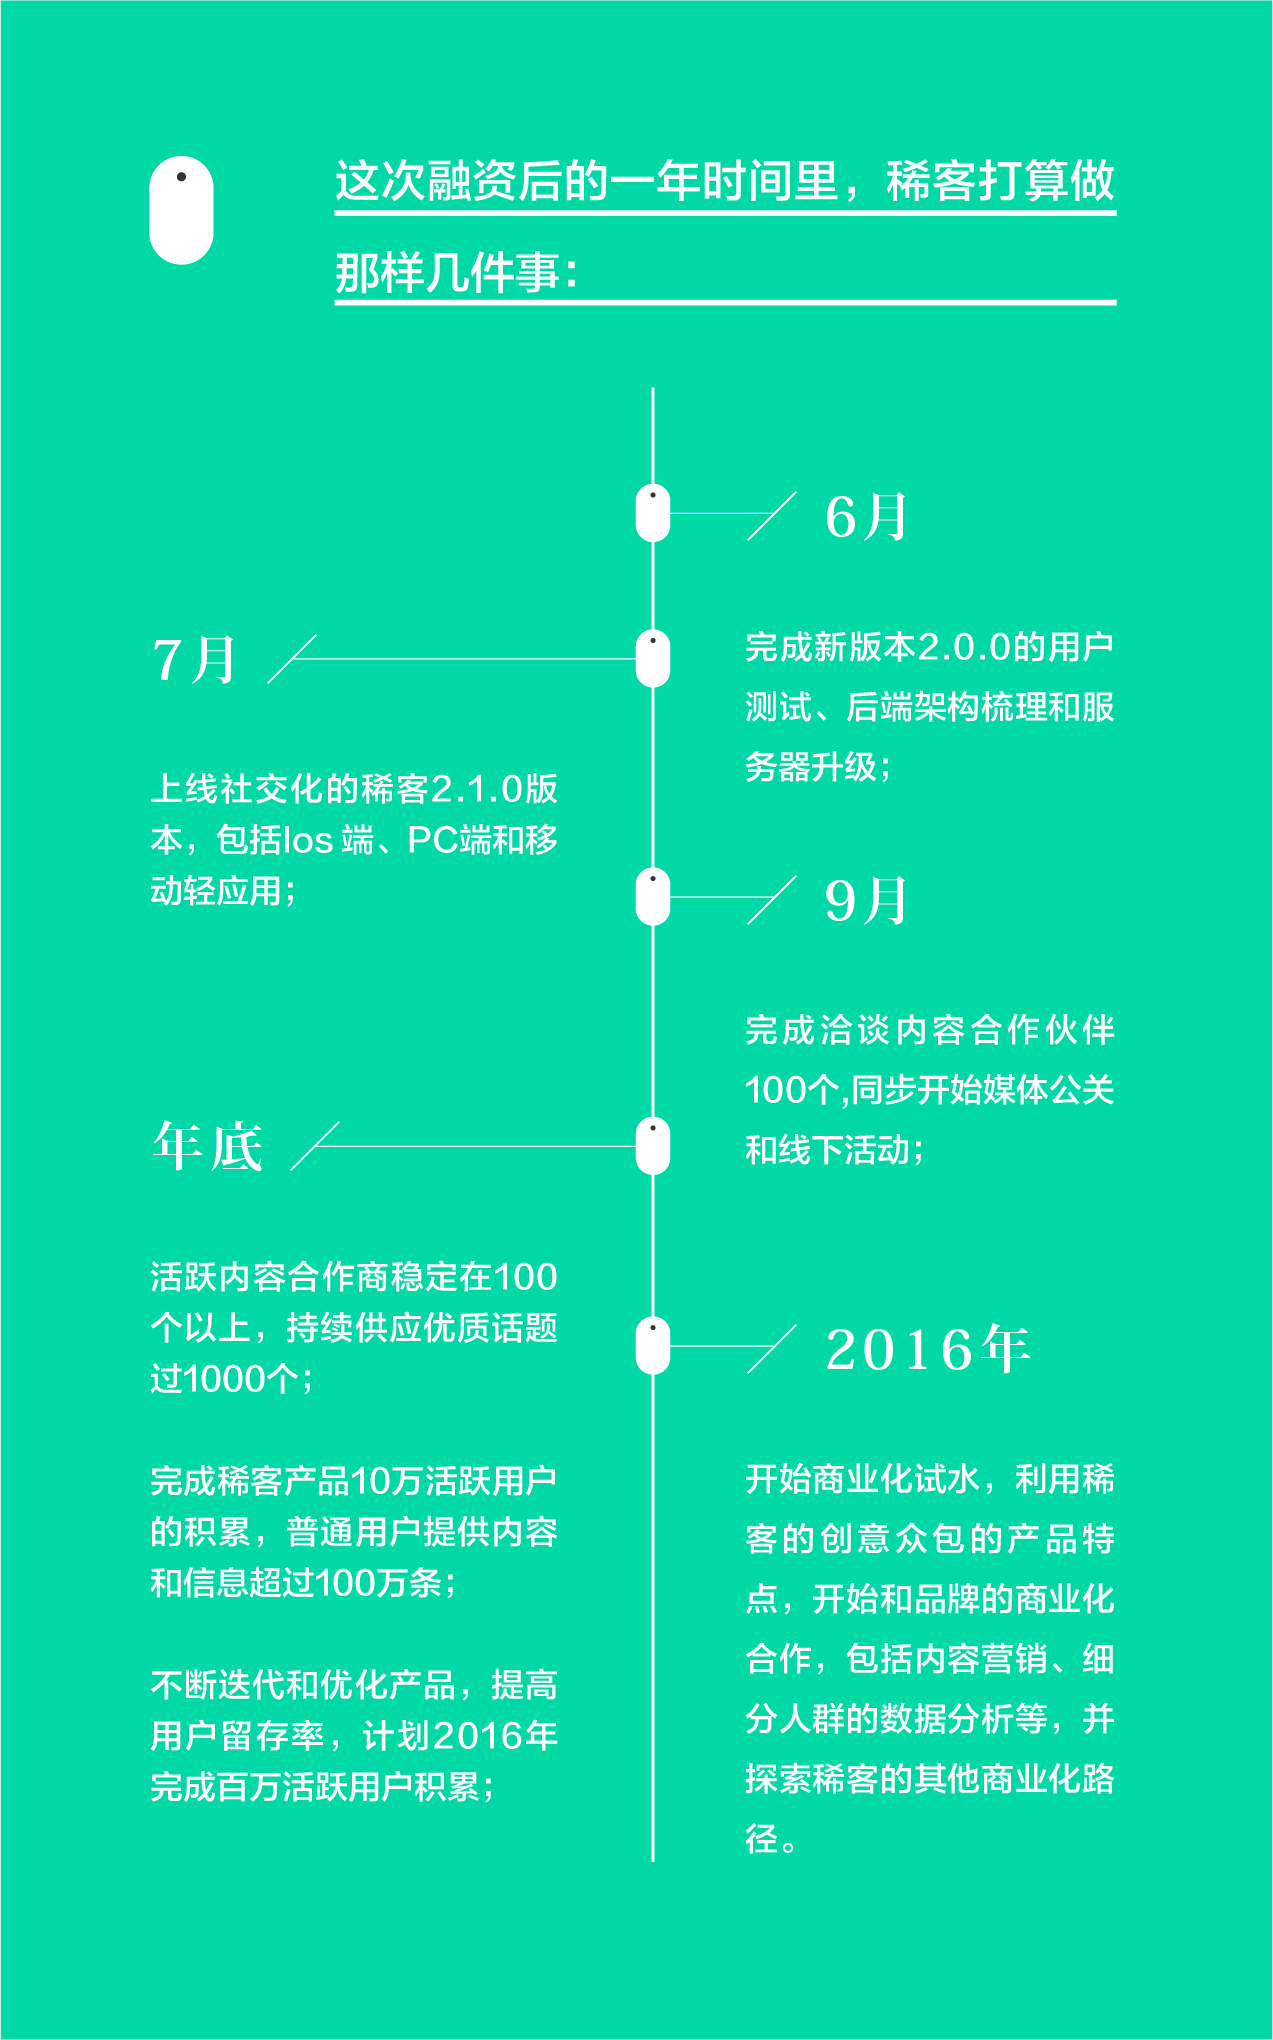 这次融资后的一年时间里，稀客打算做
那样几件事：
6月
完成新版本2.0.0的用户
测试、后端架构梳理和服
务器升级；
7月
上线社交化的稀客2.1.0版
本，包括Ios 端、PC端和移
动轻应用；
9月
完成洽谈内容合作伙伴
100个,同步开始媒体公关
和线下活动；
年底
活跃内容合作商稳定在100
个以上，持续供应优质话题
过1000个；
完成稀客产品10万活跃用户
的积累，普通用户提供内容
和信息超过100万条；
不断迭代和优化产品，提高
用户留存率，计划2016年
完成百万活跃用户积累；
2016年
开始商业化试水，利用稀
客的创意众包的产品特
点，开始和品牌的商业化
合作，包括内容营销、细
分人群的数据分析等，并
探索稀客的其他商业化路
径。